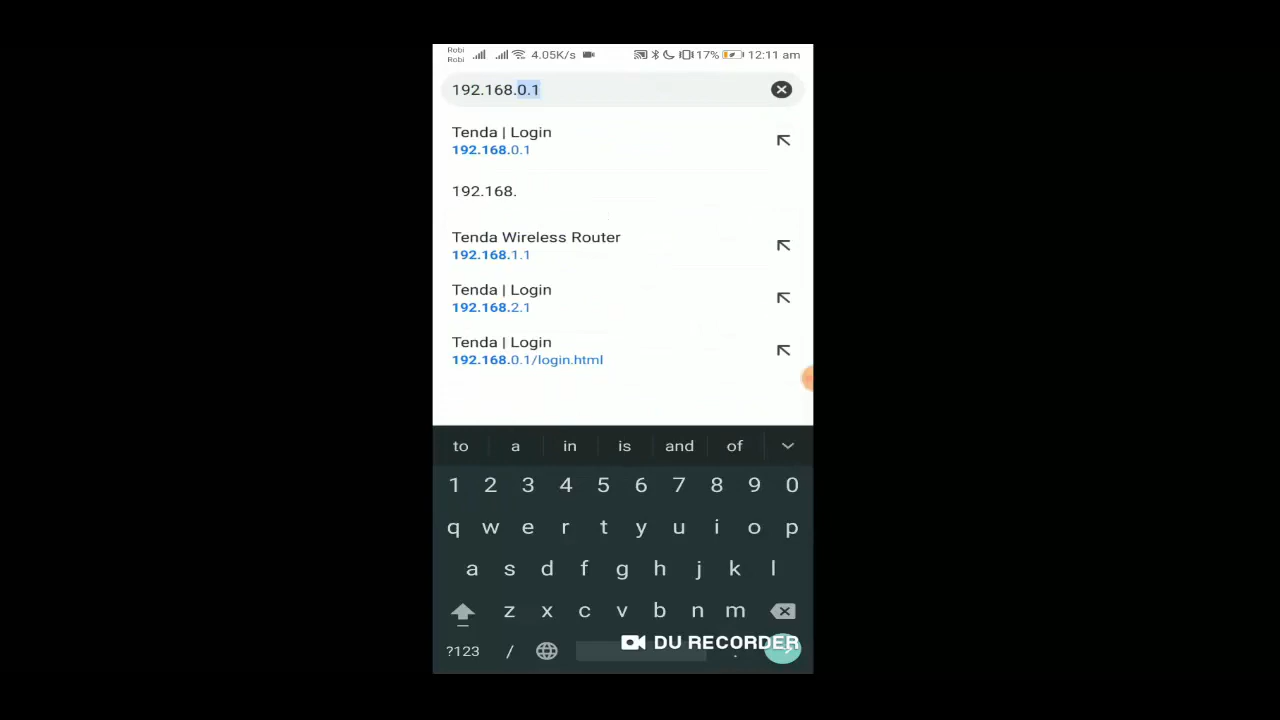 Robi
Robi
4.05K/s
17%
12:11 am
192.168.0.1
Tenda | Login
192.168.0.1
192.168.
Tenda Wireless Router
192.168.1.1
Tenda | Login
192.168.2.1
Tenda | Login
192.168.0.1/login.html
to a in is and of
1 2 3 4 5 6 7 8 9 0
q w e r t y u i o p
a s d f g h j k l
z x c v b n m
?123 / .
DU RECORDER